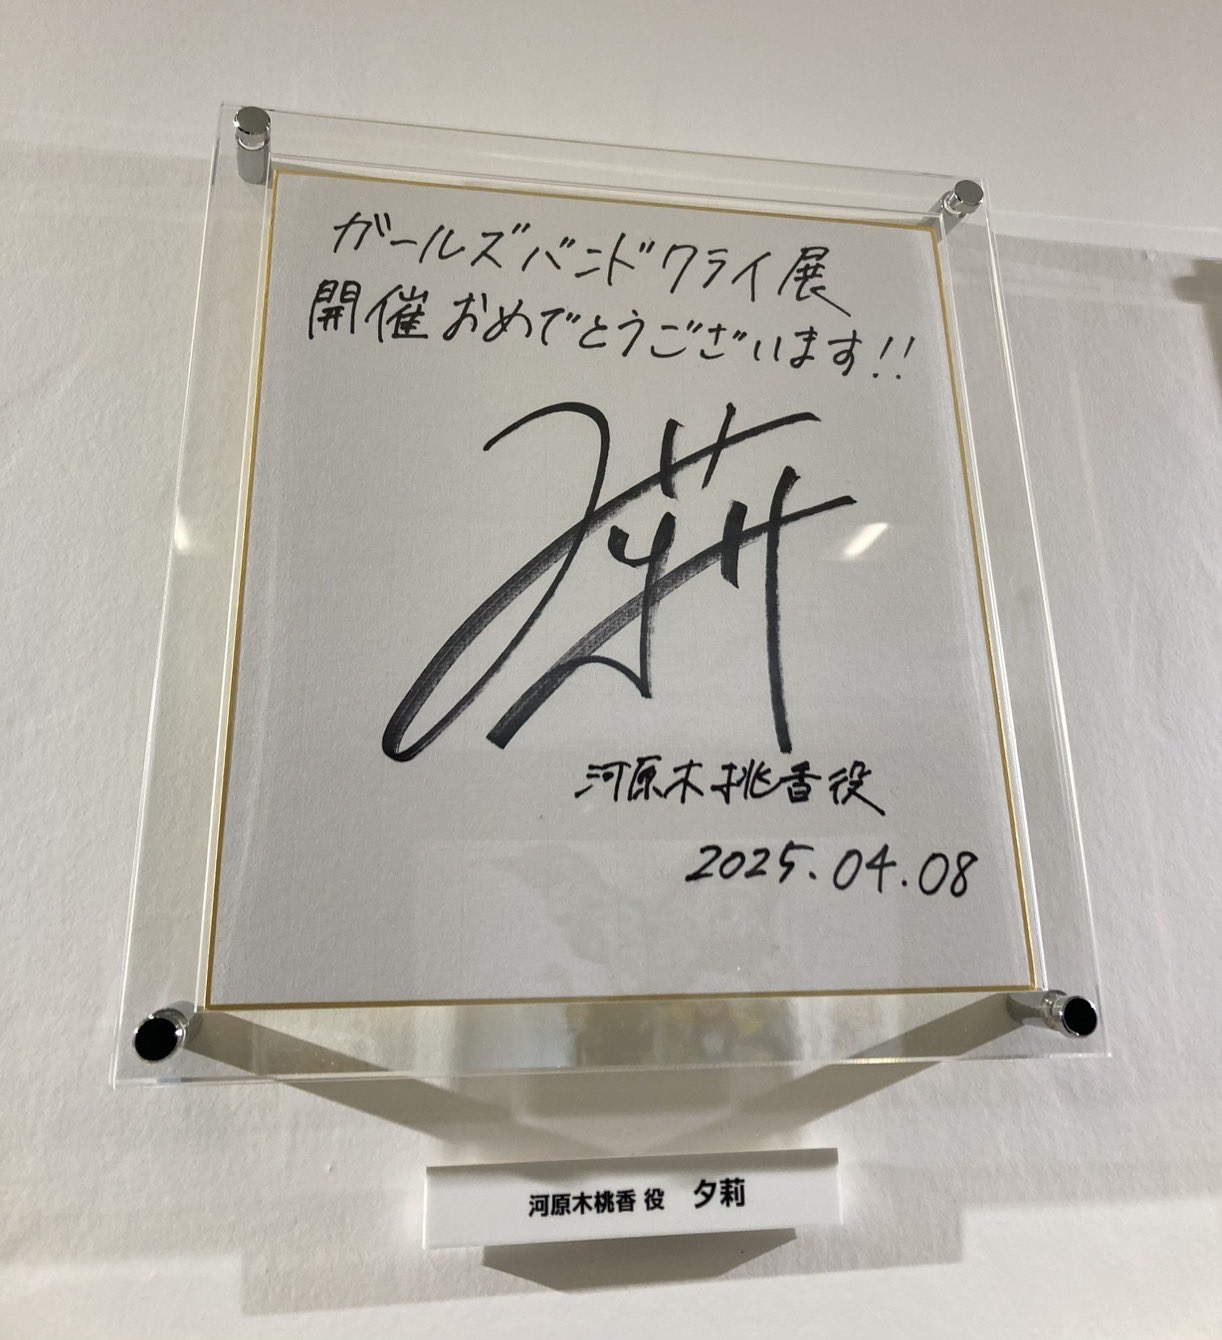 ガールズバンドクライ展
開催おめでとうございます!!
夕莉
河原木桃香役
2025.04.08
河原木桃香 役 夕莉